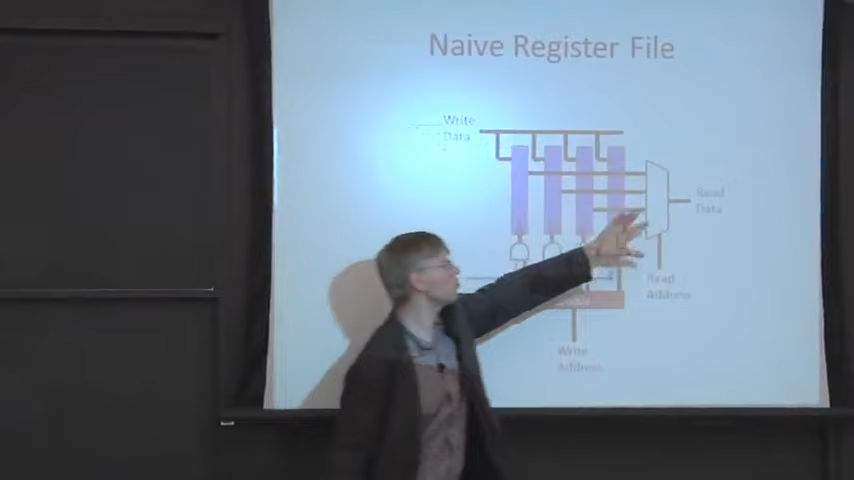 Naive Register File
Write
Data
Read
Data
Read
Address
Write
Address